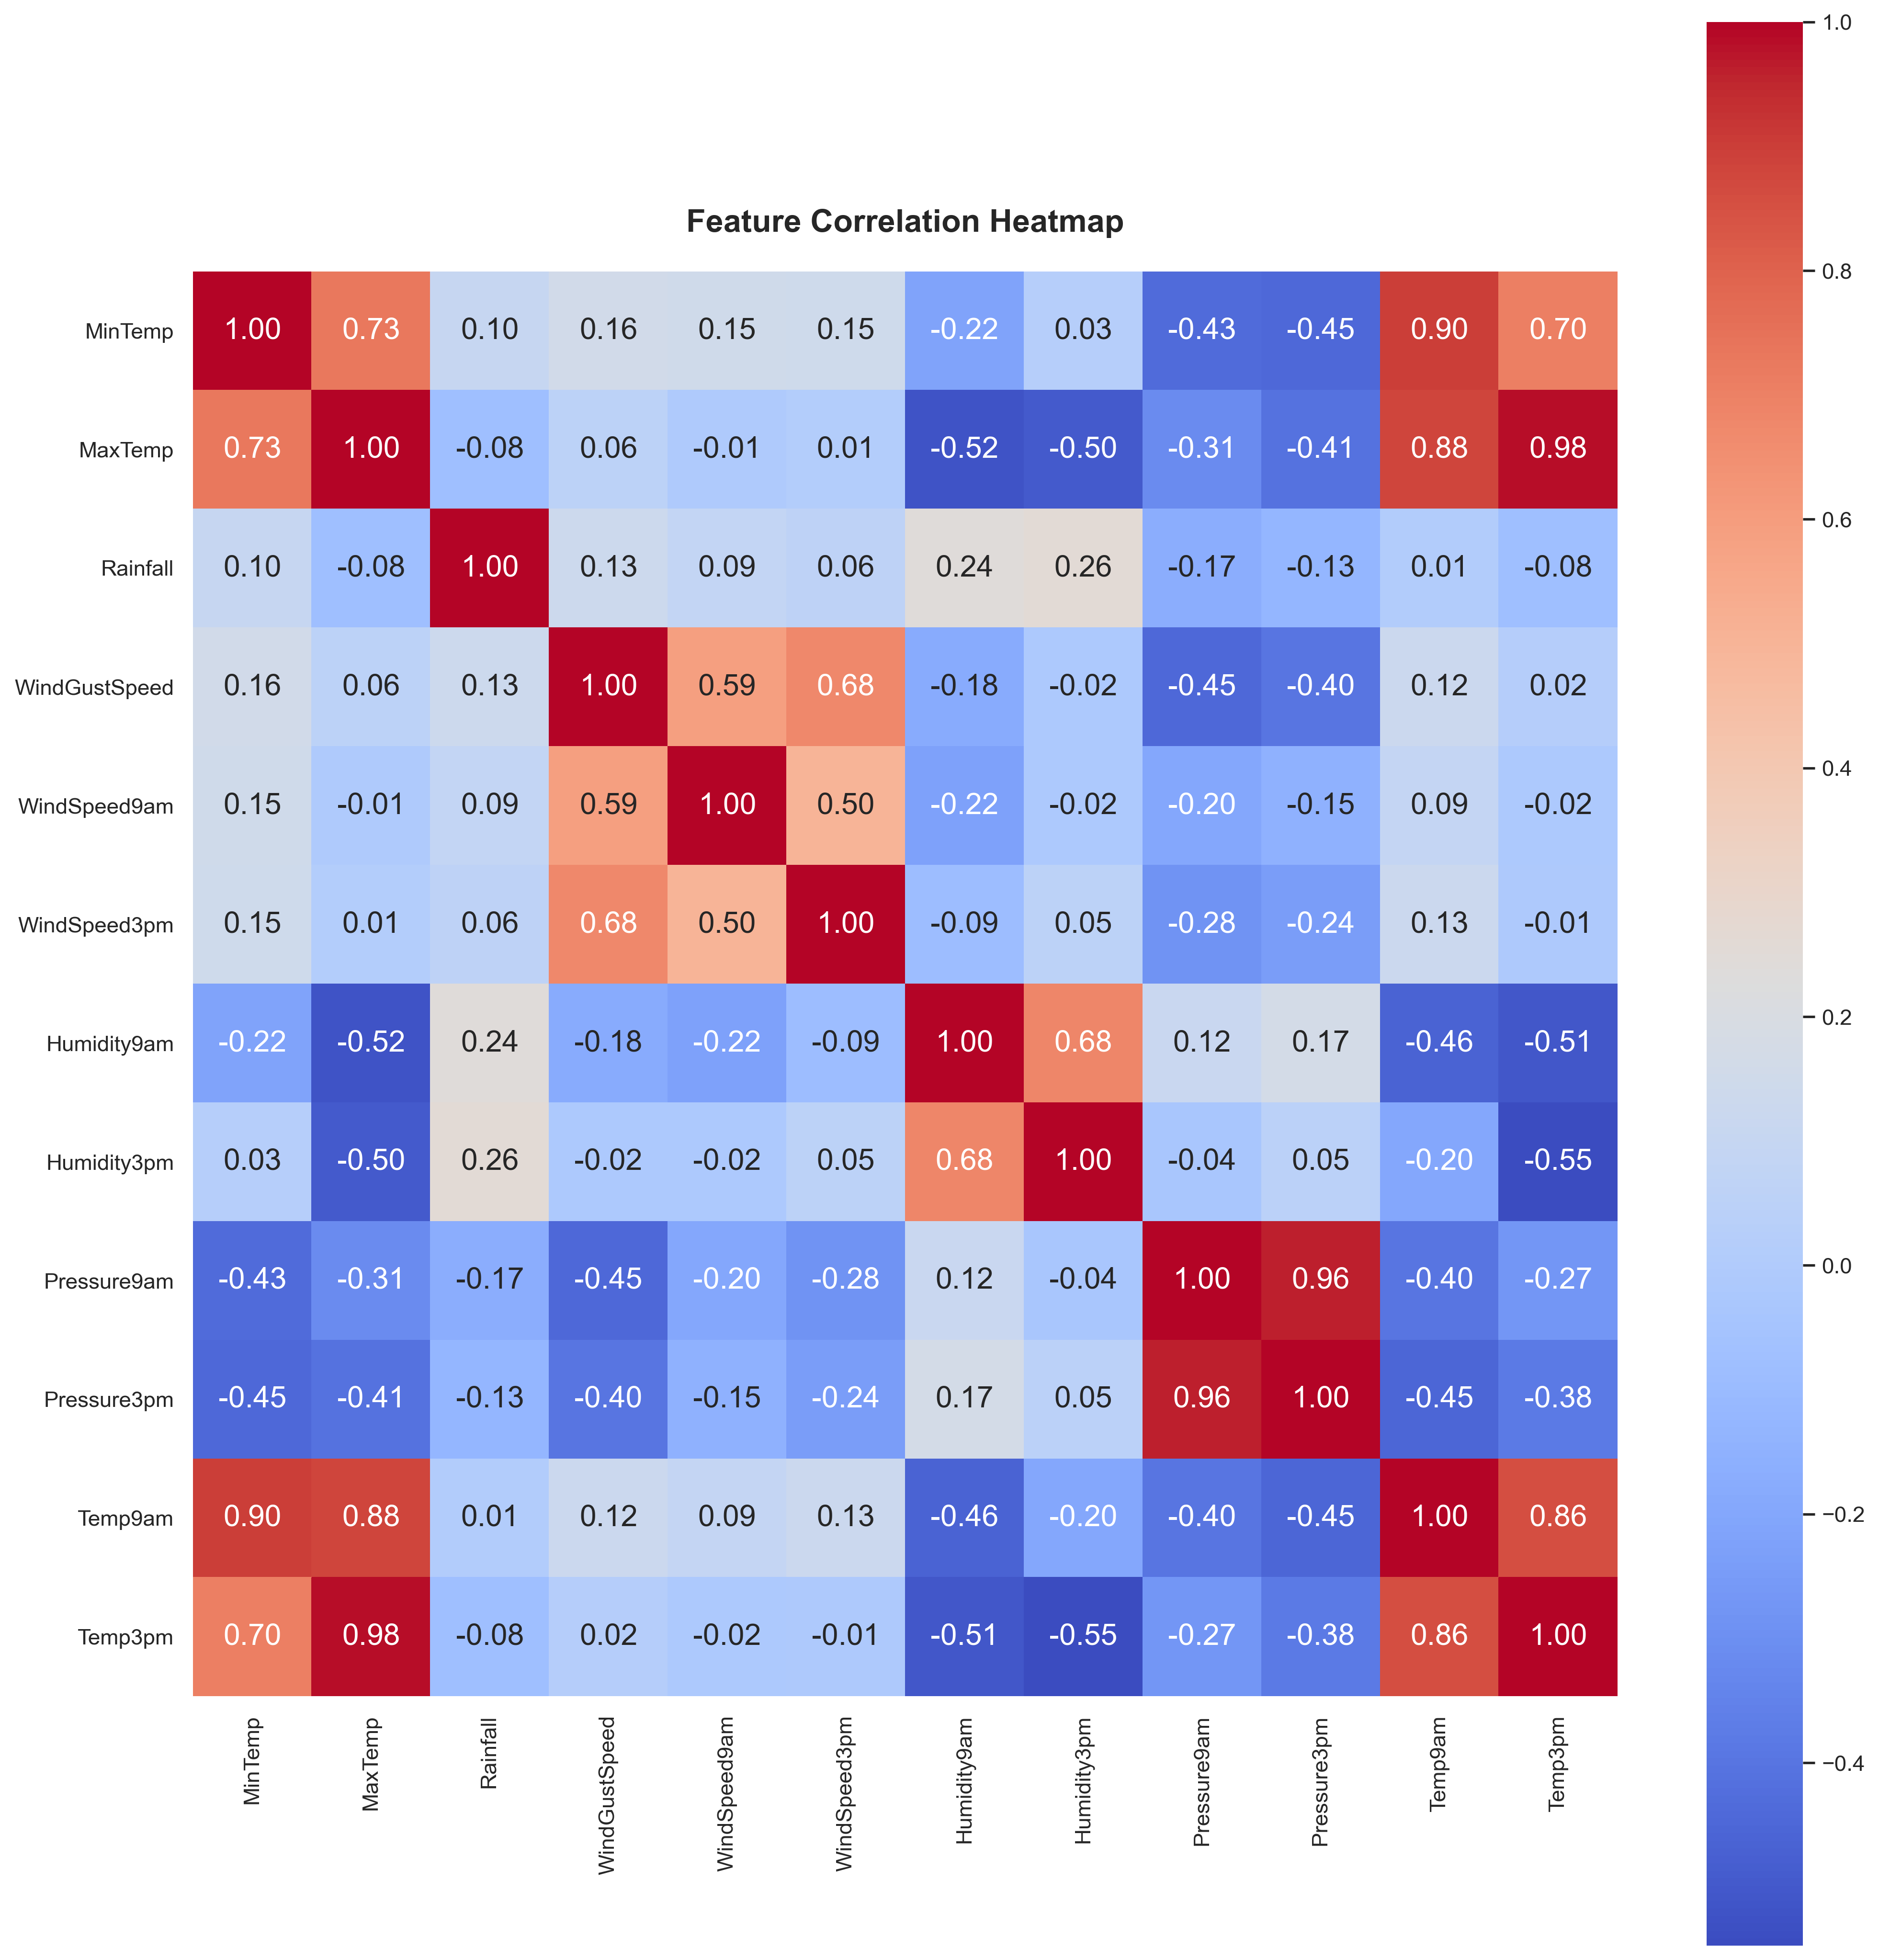 Feature Correlation Heatmap
MinTemp 1.00 0.73 0.10 0.16 0.15 0.15 -0.22 0.03 -0.43 -0.45 0.90 0.70
MaxTemp 0.73 1.00 -0.08 0.06 -0.01 0.01 -0.52 -0.50 -0.31 -0.41 0.88 0.98
Rainfall 0.10 -0.08 1.00 0.13 0.09 0.06 0.24 0.26 -0.17 -0.13 0.01 -0.08
WindGustSpeed 0.16 0.06 0.13 1.00 0.59 0.68 -0.18 -0.02 -0.45 -0.40 0.12 0.02
WindSpeed9am 0.15 -0.01 0.09 0.59 1.00 0.50 -0.22 -0.02 -0.20 -0.15 0.09 -0.02
WindSpeed3pm 0.15 0.01 0.06 0.68 0.50 1.00 -0.09 0.05 -0.28 -0.24 0.13 -0.01
Humidity9am -0.22 -0.52 0.24 -0.18 -0.22 -0.09 1.00 0.68 0.12 0.17 -0.46 -0.51
Humidity3pm 0.03 -0.50 0.26 -0.02 -0.02 0.05 0.68 1.00 -0.04 0.05 -0.20 -0.55
Pressure9am -0.43 -0.31 -0.17 -0.45 -0.20 -0.28 0.12 -0.04 1.00 0.96 -0.40 -0.27
Pressure3pm -0.45 -0.41 -0.13 -0.40 -0.15 -0.24 0.17 0.05 0.96 1.00 -0.45 -0.38
Temp9am 0.90 0.88 0.01 0.12 0.09 0.13 -0.46 -0.20 -0.40 -0.45 1.00 0.86
Temp3pm 0.70 0.98 -0.08 0.02 -0.02 -0.01 -0.51 -0.55 -0.27 -0.38 0.86 1.00
MinTemp
MaxTemp
Rainfall
WindGustSpeed
WindSpeed9am
WindSpeed3pm
Humidity9am
Humidity3pm
Pressure9am
Pressure3pm
Temp9am
Temp3pm
1.0
0.8
0.6
0.4
0.2
0.0
−0.2
−0.4